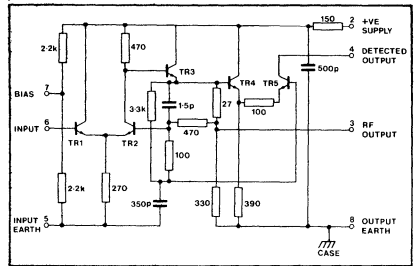 150
2
+VE
SUPPLY
2·2k
470
TR3
4
DETECTED
OUTPUT
500p
7
BIAS
TR4
TR5
3·3k
1·5p
27
100
6
INPUT
470
3
RF
OUTPUT
TR1
TR2
100
2·2k
270
350p
330
390
INPUT
EARTH
5
8
OUTPUT
EARTH
CASE